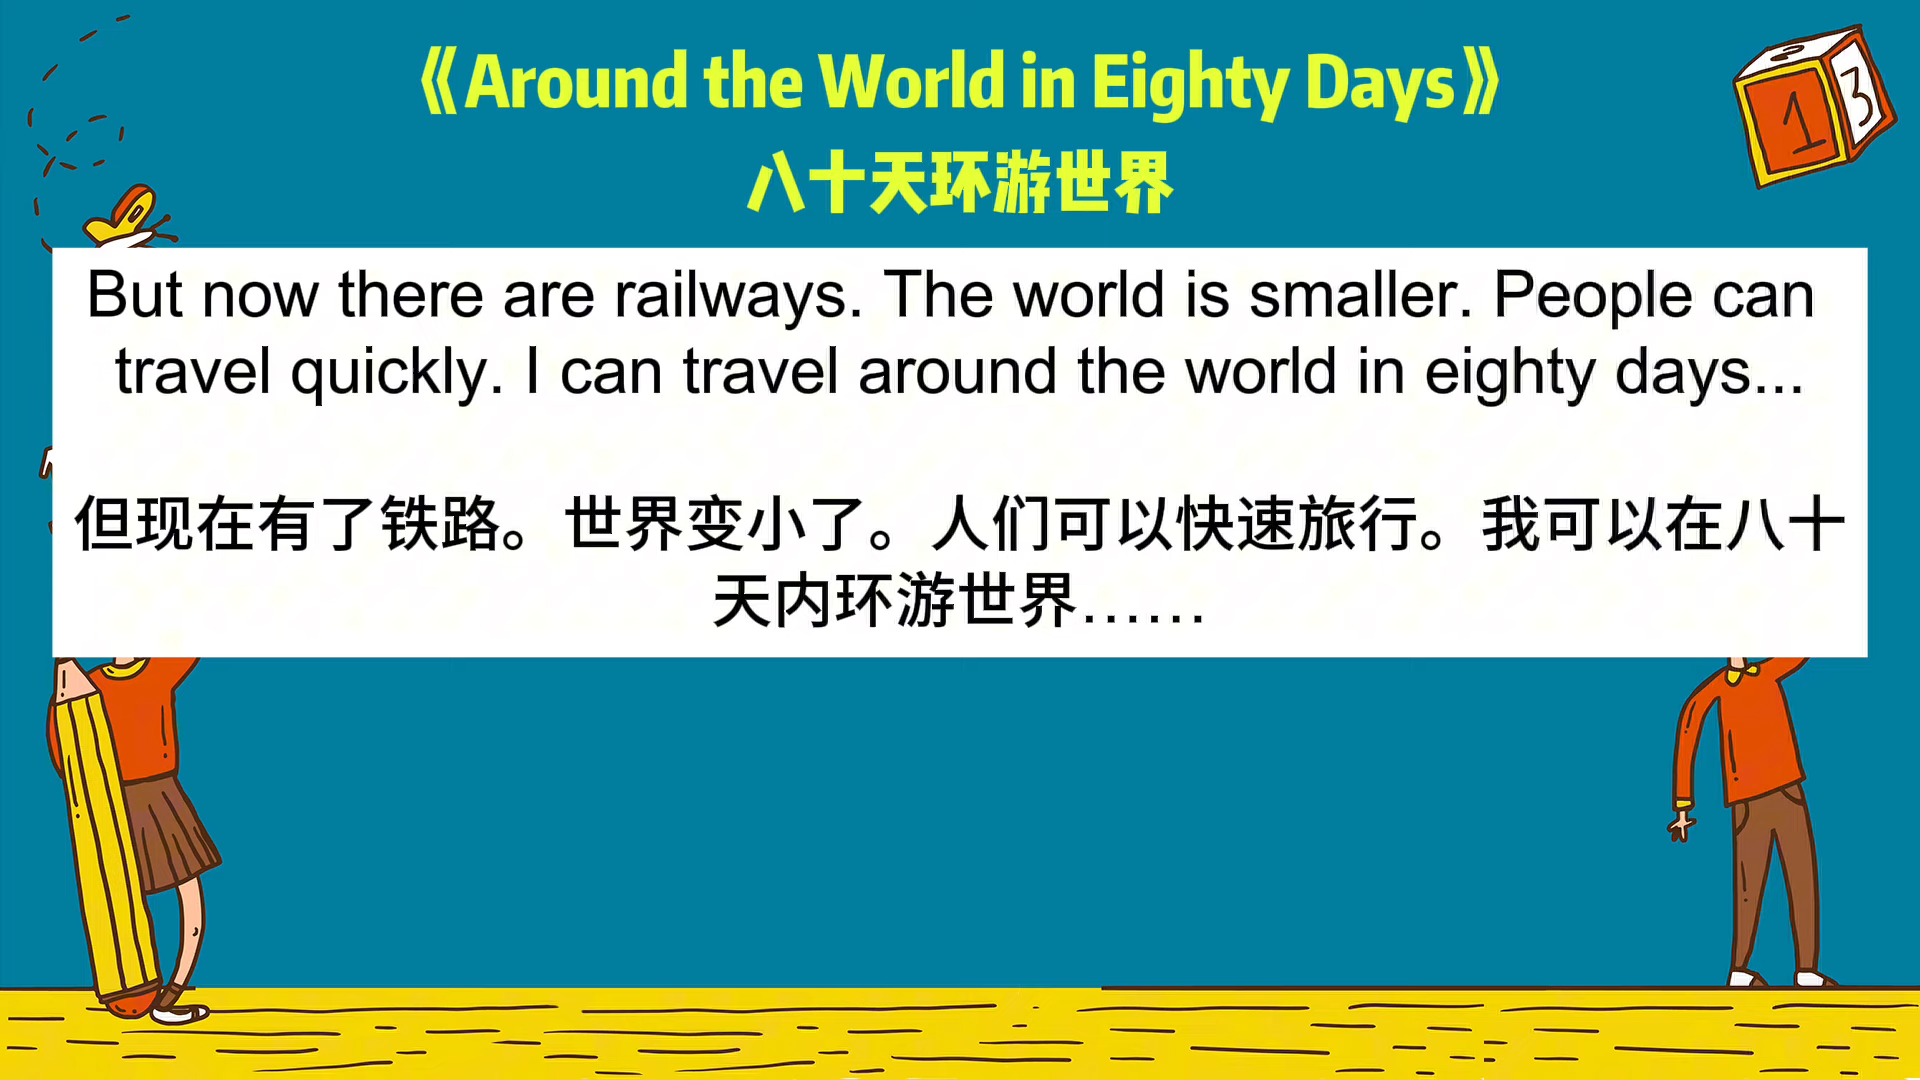 《Around the World in Eighty Days》
八十天环游世界
1 3
But now there are railways. The world is smaller. People can
travel quickly. I can travel around the world in eighty days...
但现在有了铁路。世界变小了。人们可以快速旅行。我可以在八十
天内环游世界……